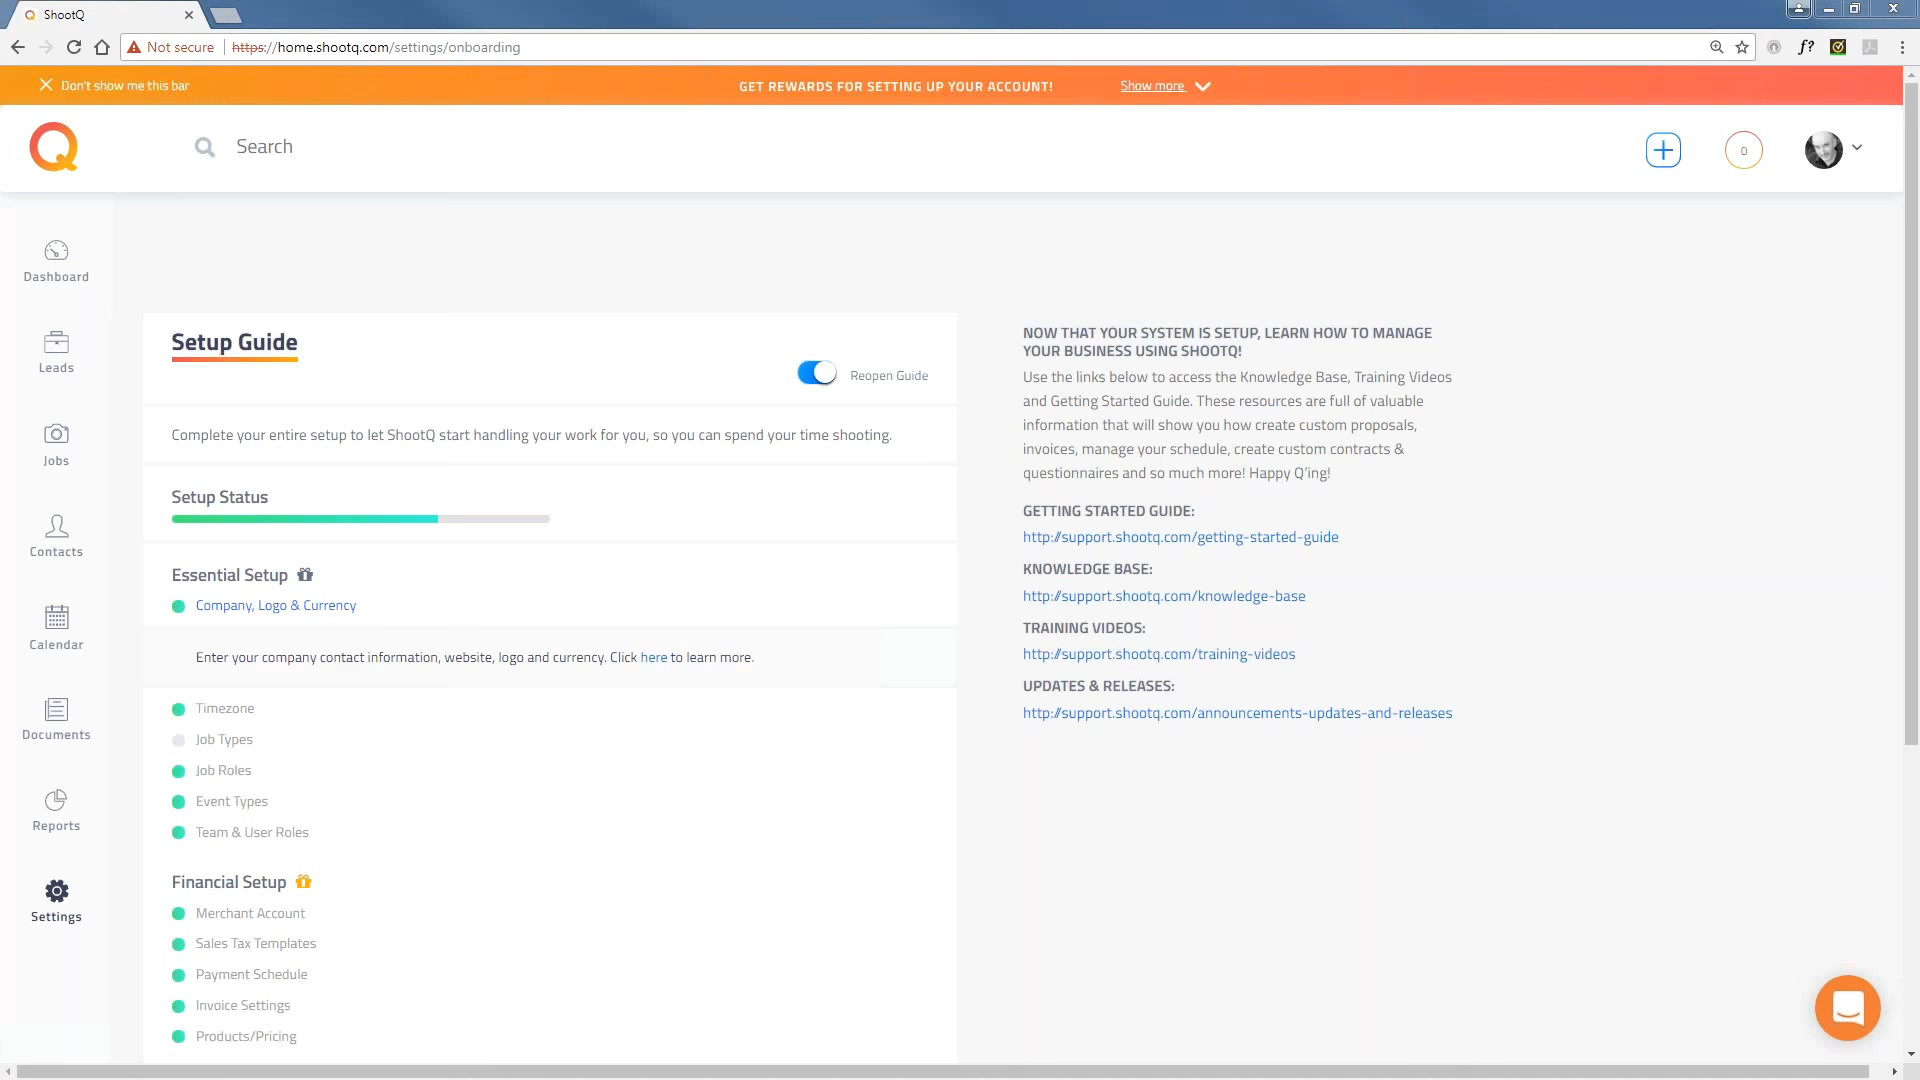 ShootQ
Not secure | https://home.shootq.com/settings/onboarding
f?
Don't show me this bar
GET REWARDS FOR SETTING UP YOUR ACCOUNT!
Show more
Search
0
Dashboard
Leads
Jobs
Contacts
Calendar
Documents
Reports
Settings
Setup Guide
Reopen Guide
Complete your entire setup to let ShootQ start handling your work for you, so you can spend your time shooting.
Setup Status
Essential Setup
Company, Logo & Currency
Enter your company contact information, website, logo and currency. Click here to learn more.
Timezone
Job Types
Job Roles
Event Types
Team & User Roles
Financial Setup
Merchant Account
Sales Tax Templates
Payment Schedule
Invoice Settings
Products/Pricing
NOW THAT YOUR SYSTEM IS SETUP, LEARN HOW TO MANAGE
YOUR BUSINESS USING SHOOTQ!
Use the links below to access the Knowledge Base, Training Videos
and Getting Started Guide. These resources are full of valuable
information that will show you how create custom proposals,
invoices, manage your schedule, create custom contracts &
questionnaires and so much more! Happy Q'ing!
GETTING STARTED GUIDE:
http://support.shootq.com/getting-started-guide
KNOWLEDGE BASE:
http://support.shootq.com/knowledge-base
TRAINING VIDEOS:
http://support.shootq.com/training-videos
UPDATES & RELEASES:
http://support.shootq.com/announcements-updates-and-releases